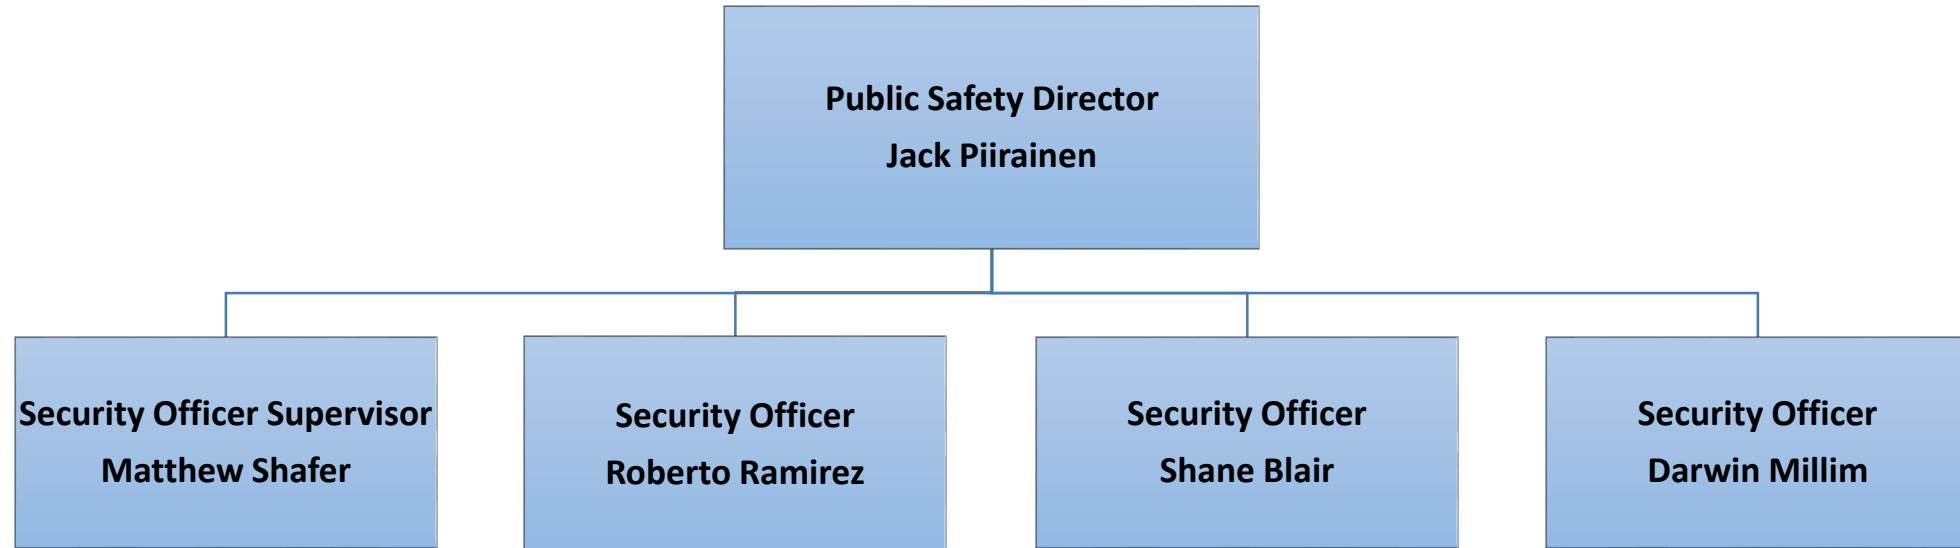 Public Safety Director
Jack Piirainen
Security Officer Supervisor
Matthew Shafer
Security Officer
Roberto Ramirez
Security Officer
Shane Blair
Security Officer
Darwin Millim